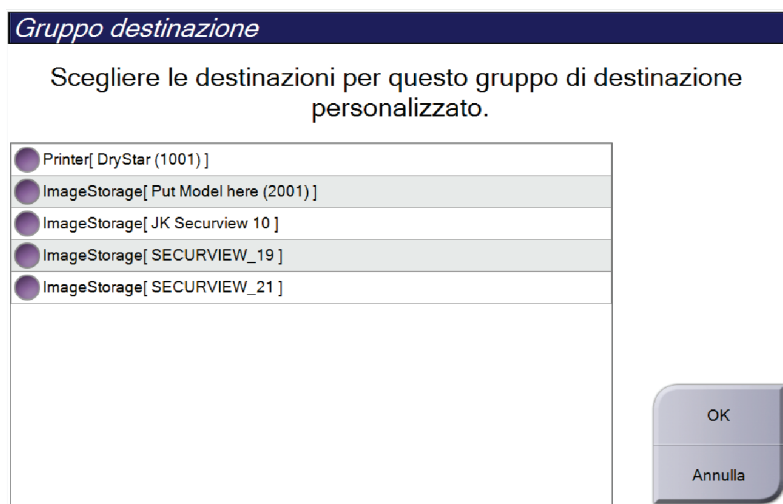 Gruppo destinazione
Scegliere le destinazioni per questo gruppo di destinazione
personalizzato.
Printer[ DryStar (1001) ]
ImageStorage[ Put Model here (2001) ]
ImageStorage[ JK Securview 10 ]
ImageStorage[ SECURVIEW_19 ]
ImageStorage[ SECURVIEW_21 ]
OK
Annulla